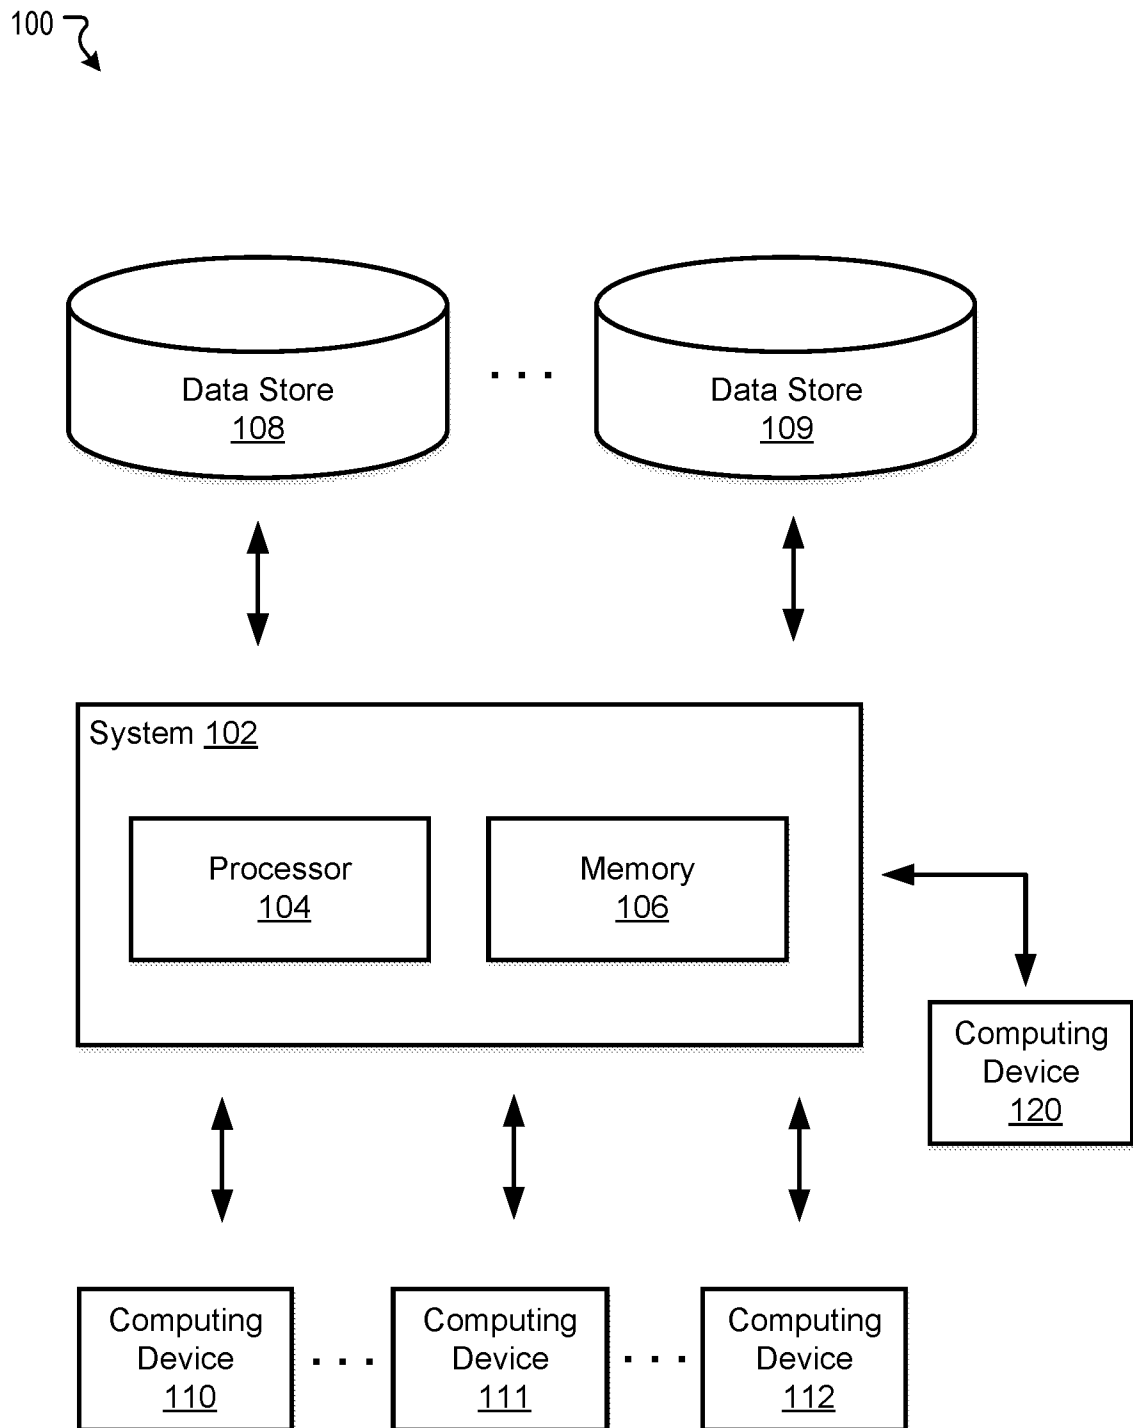 100
Data Store
108
. . .
Data Store
109
System 102
Processor
104
Memory
106
Computing
Device
120
Computing
Device
110
. . .
Computing
Device
111
. . .
Computing
Device
112